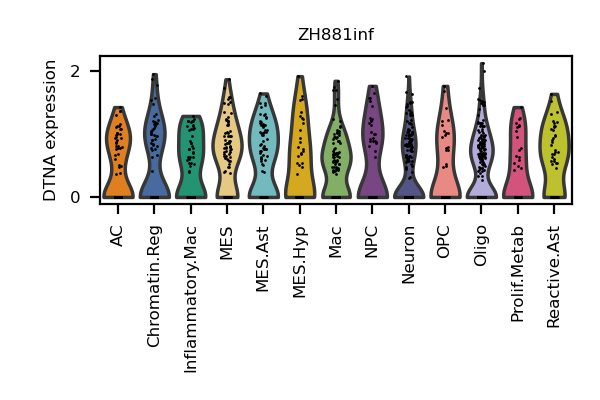 ZH881inf
DTNA expression
2
0
AC
Chromatin.Reg
Inflammatory.Mac
MES
MES.Ast
MES.Hyp
Mac
NPC
Neuron
OPC
Oligo
Prolif.Metab
Reactive.Ast